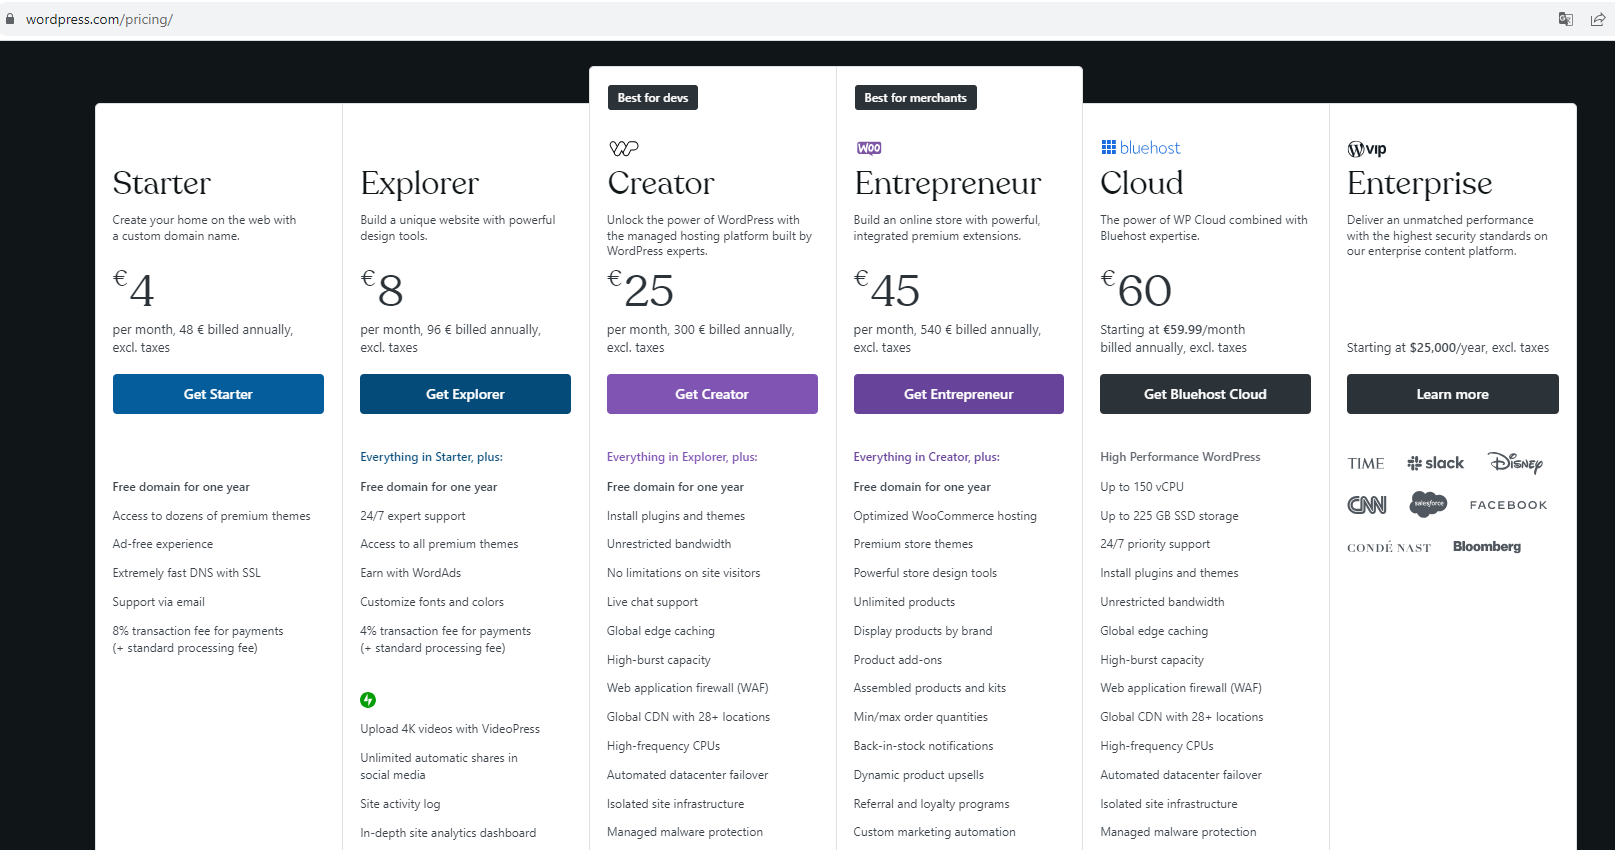 wordpress.com/pricing/
Starter
Create your home on the web with
a custom domain name.
€4
per month, 48 € billed annually,
excl. taxes
Get Starter
Free domain for one year
Access to dozens of premium themes
Ad-free experience
Extremely fast DNS with SSL
Support via email
8% transaction fee for payments
(+ standard processing fee)
Explorer
Build a unique website with powerful
design tools.
€8
per month, 96 € billed annually,
excl. taxes
Get Explorer
Everything in Starter, plus:
Free domain for one year
24/7 expert support
Access to all premium themes
Earn with WordAds
Customize fonts and colors
4% transaction fee for payments
(+ standard processing fee)
Upload 4K videos with VideoPress
Unlimited automatic shares in
social media
Site activity log
In-depth site analytics dashboard
Best for devs
WP
Creator
Unlock the power of WordPress with
the managed hosting platform built by
WordPress experts.
€25
per month, 300 € billed annually,
excl. taxes
Get Creator
Everything in Explorer, plus:
Free domain for one year
Install plugins and themes
Unrestricted bandwidth
No limitations on site visitors
Live chat support
Global edge caching
High-burst capacity
Web application firewall (WAF)
Global CDN with 28+ locations
High-frequency CPUs
Automated datacenter failover
Isolated site infrastructure
Managed malware protection
Best for merchants
WOO
Entrepreneur
Build an online store with powerful,
integrated premium extensions.
€45
per month, 540 € billed annually,
excl. taxes
Get Entrepreneur
Everything in Creator, plus:
Free domain for one year
Optimized WooCommerce hosting
Premium store themes
Powerful store design tools
Unlimited products
Display products by brand
Product add-ons
Assembled products and kits
Min/max order quantities
Back-in-stock notifications
Dynamic product upsells
Referral and loyalty programs
Custom marketing automation
bluehost
Cloud
The power of WP Cloud combined with
Bluehost expertise.
€60
Starting at €59.99/month
billed annually, excl. taxes
Get Bluehost Cloud
High Performance WordPress
Up to 150 vCPU
Up to 225 GB SSD storage
24/7 priority support
Install plugins and themes
Unrestricted bandwidth
Global edge caching
High-burst capacity
Web application firewall (WAF)
Global CDN with 28+ locations
High-frequency CPUs
Automated datacenter failover
Isolated site infrastructure
Managed malware protection
W VIP
Enterprise
Deliver an unmatched performance
with the highest security standards on
our enterprise content platform.
Starting at $25,000/year, excl. taxes
Learn more
TIME slack Disney
CNN salesforce FACEBOOK
CONDÉ NAST Bloomberg